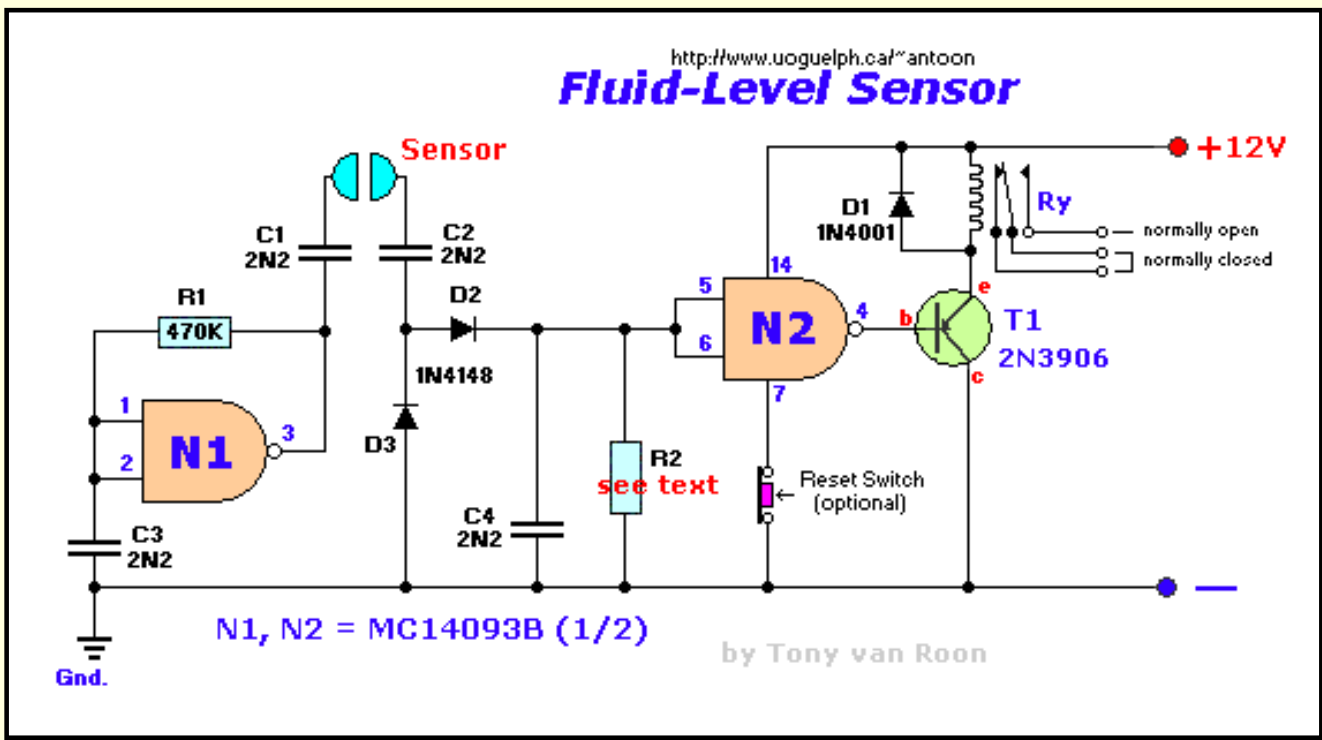 http://www.uoguelph.ca/~antoon
Fluid-Level Sensor
Sensor
+12V
C1
2N2
C2
2N2
D1
1N4001
Ry
normally open
normally closed
R1
470K
D2
1N4148
14
5
6
N2
4
7
b
e
c
T1
2N3906
1
2
N1
3
D3
R2
see text
C4
2N2
Reset Switch
(optional)
C3
2N2
Gnd.
N1, N2 = MC14093B (1/2)
by Tony van Roon